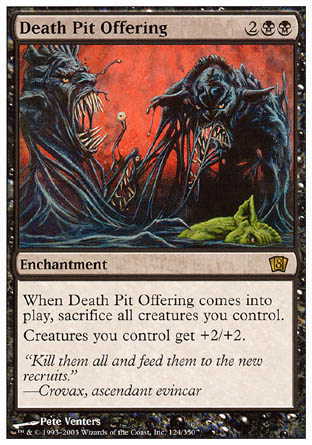 Death Pit Offering 2
Enchantment 8
When Death Pit Offering comes into
play, sacrifice all creatures you control.
Creatures you control get +2/+2.
"Kill them all and feed them to the new
recruits."
—Crovax, ascendant evincar
Pete Venters
™ & © 1993–2003 Wizards of the Coast, Inc. 124/350